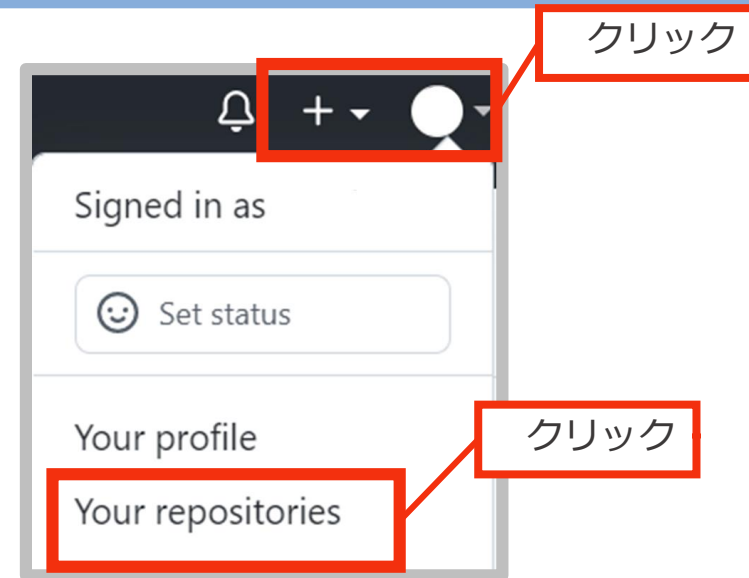 クリック
Signed in as
Set status
Your profile
クリック
Your repositories